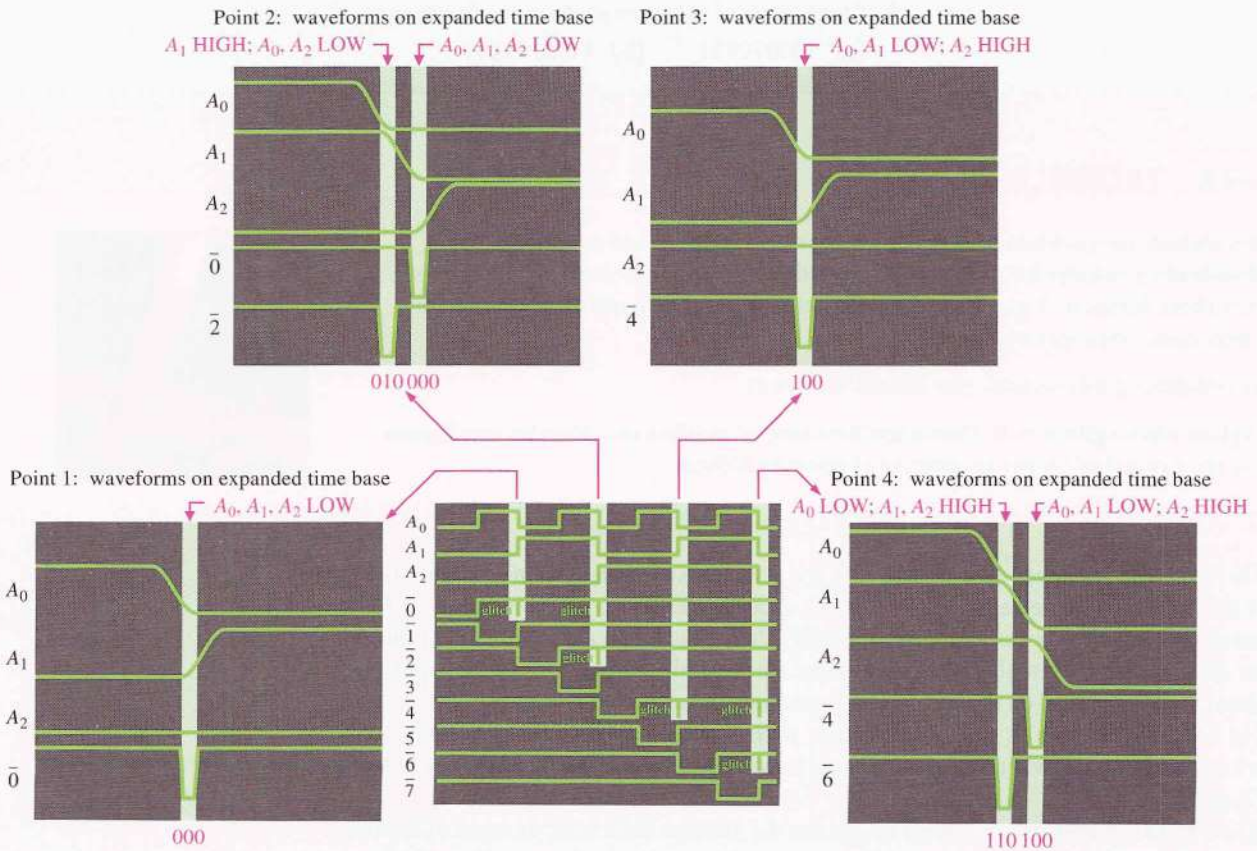 Point 2: waveforms on expanded time base
A₁ HIGH; A₀, A₂ LOW
A₀, A₁, A₂ LOW
A₀
A₁
A₂
0̅
2̅
010 000
Point 3: waveforms on expanded time base
A₀, A₁ LOW; A₂ HIGH
A₀
A₁
A₂
4̅
100
Point 1: waveforms on expanded time base
A₀, A₁, A₂ LOW
A₀
A₁
A₂
0̅
000
A₀
A₁
A₂
0̅ glitch glitch
1̅
2̅ glitch
3̅
4̅ glitch glitch
5̅
6̅ glitch
7̅
Point 4: waveforms on expanded time base
A₀ LOW; A₁, A₂ HIGH
A₀, A₁ LOW; A₂ HIGH
A₀
A₁
A₂
4̅
6̅
110 100